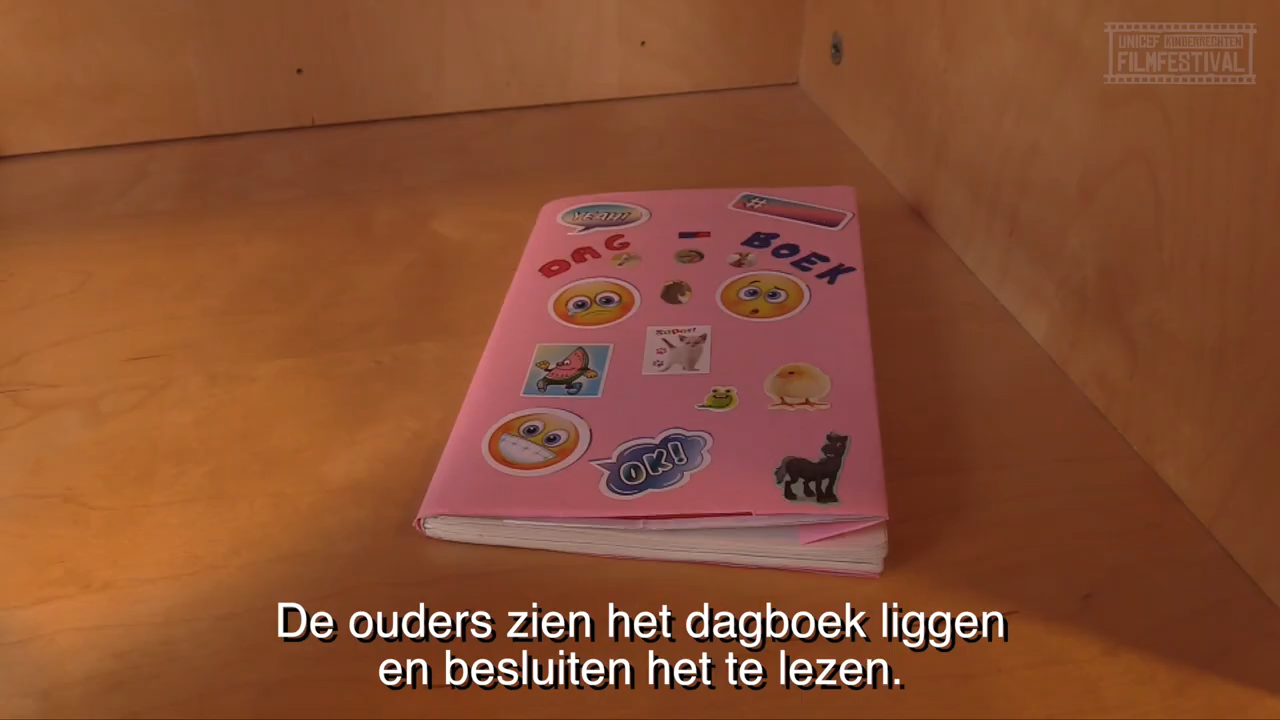 UNICEF KINDERRECHTEN
FILMFESTIVAL
YEAH!
#
DAG - BOEK
Super!
OK!
De ouders zien het dagboek liggen
en besluiten het te lezen.